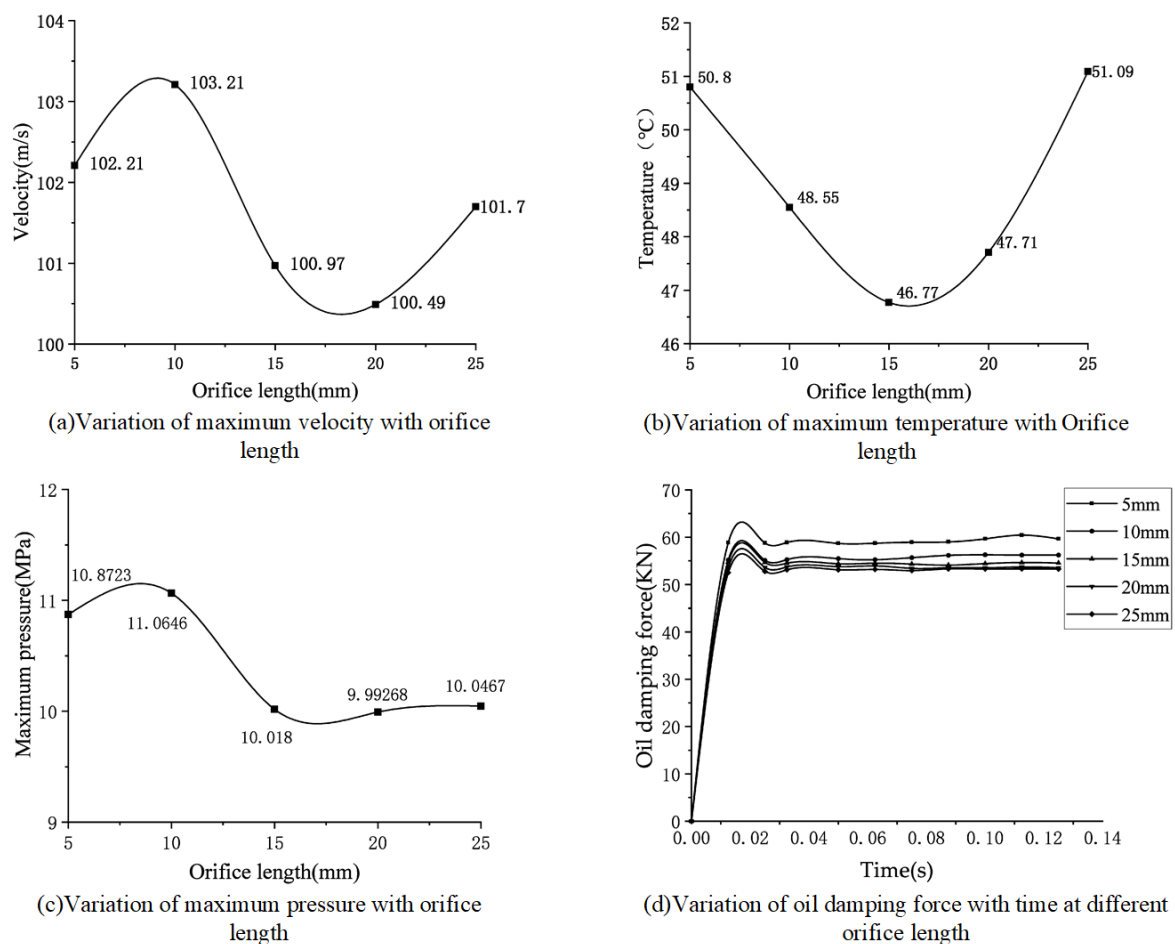 104
103
102
101
100
Velocity(m/s)
102.21
103.21
100.97
100.49
101.7
5
10
15
20
25
Orifice length(mm)
(a)Variation of maximum velocity with orifice
length
52
51
50
49
48
47
46
Temperature (℃)
50.8
48.55
46.77
47.71
51.09
5
10
15
20
25
Orifice length(mm)
(b)Variation of maximum temperature with Orifice
length
12
11
10
9
Maximum pressure(MPa)
10.8723
11.0646
10.018
9.99268
10.0467
5
10
15
20
25
Orifice length(mm)
(c)Variation of maximum pressure with orifice
length
70
60
50
40
30
20
10
0
Oil damping force(KN)
5mm
10mm
15mm
20mm
25mm
0.00
0.02
0.04
0.06
0.08
0.10
0.12
0.14
Time(s)
(d)Variation of oil damping force with time at different
orifice length